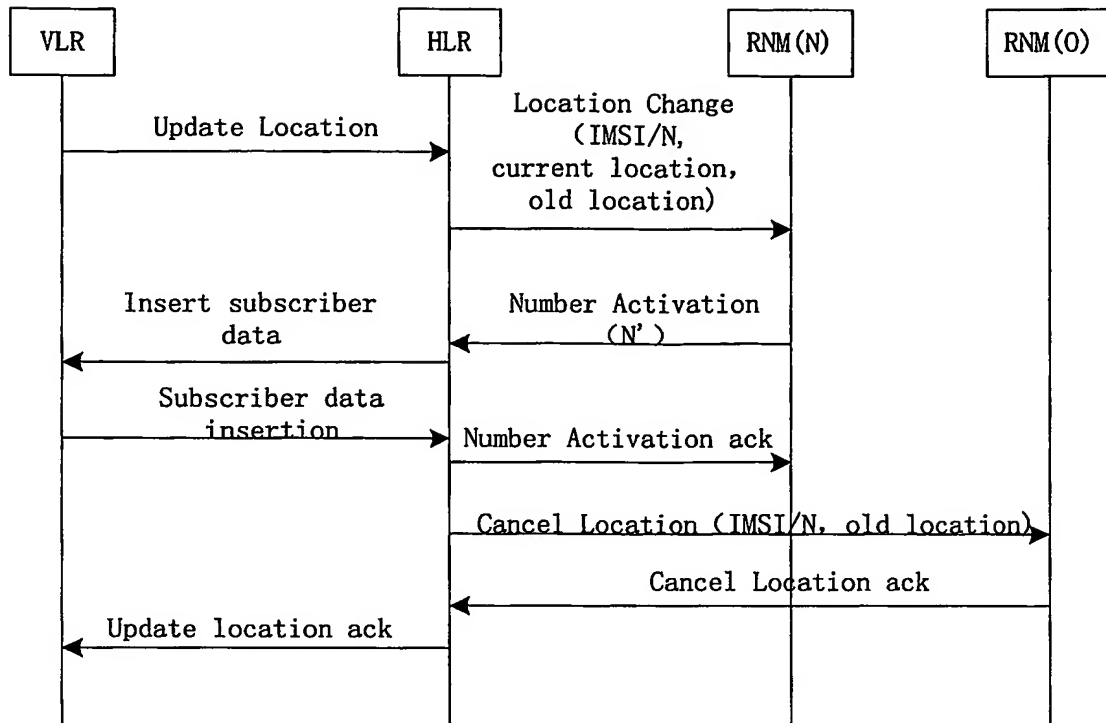 VLR
HLR
RNM(N)
RNM(O)
Update Location
Location Change
(IMSI/N,
current location,
old location)
Insert subscriber
data
Number Activation
(N')
Subscriber data
insertion
Number Activation ack
Cancel Location (IMSI/N, old location)
Cancel Location ack
Update location ack